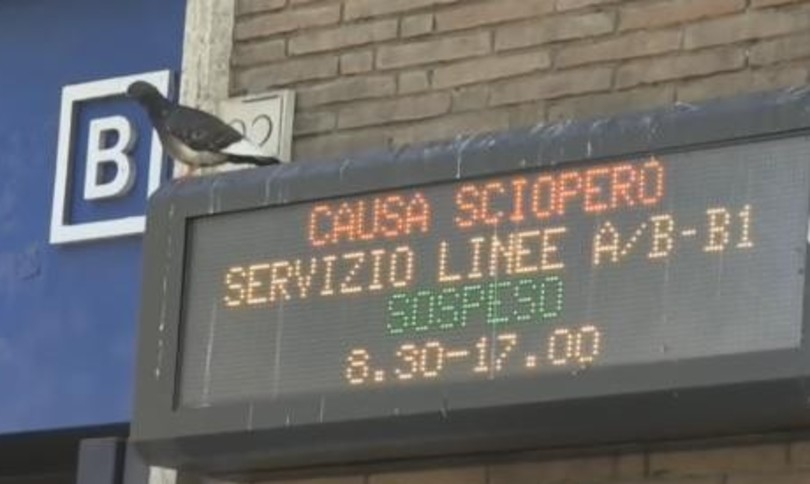 B
CAUSA SCIOPERO
SERVIZIO LINEE A/B-B1
SOSPESO
8.30-17.00